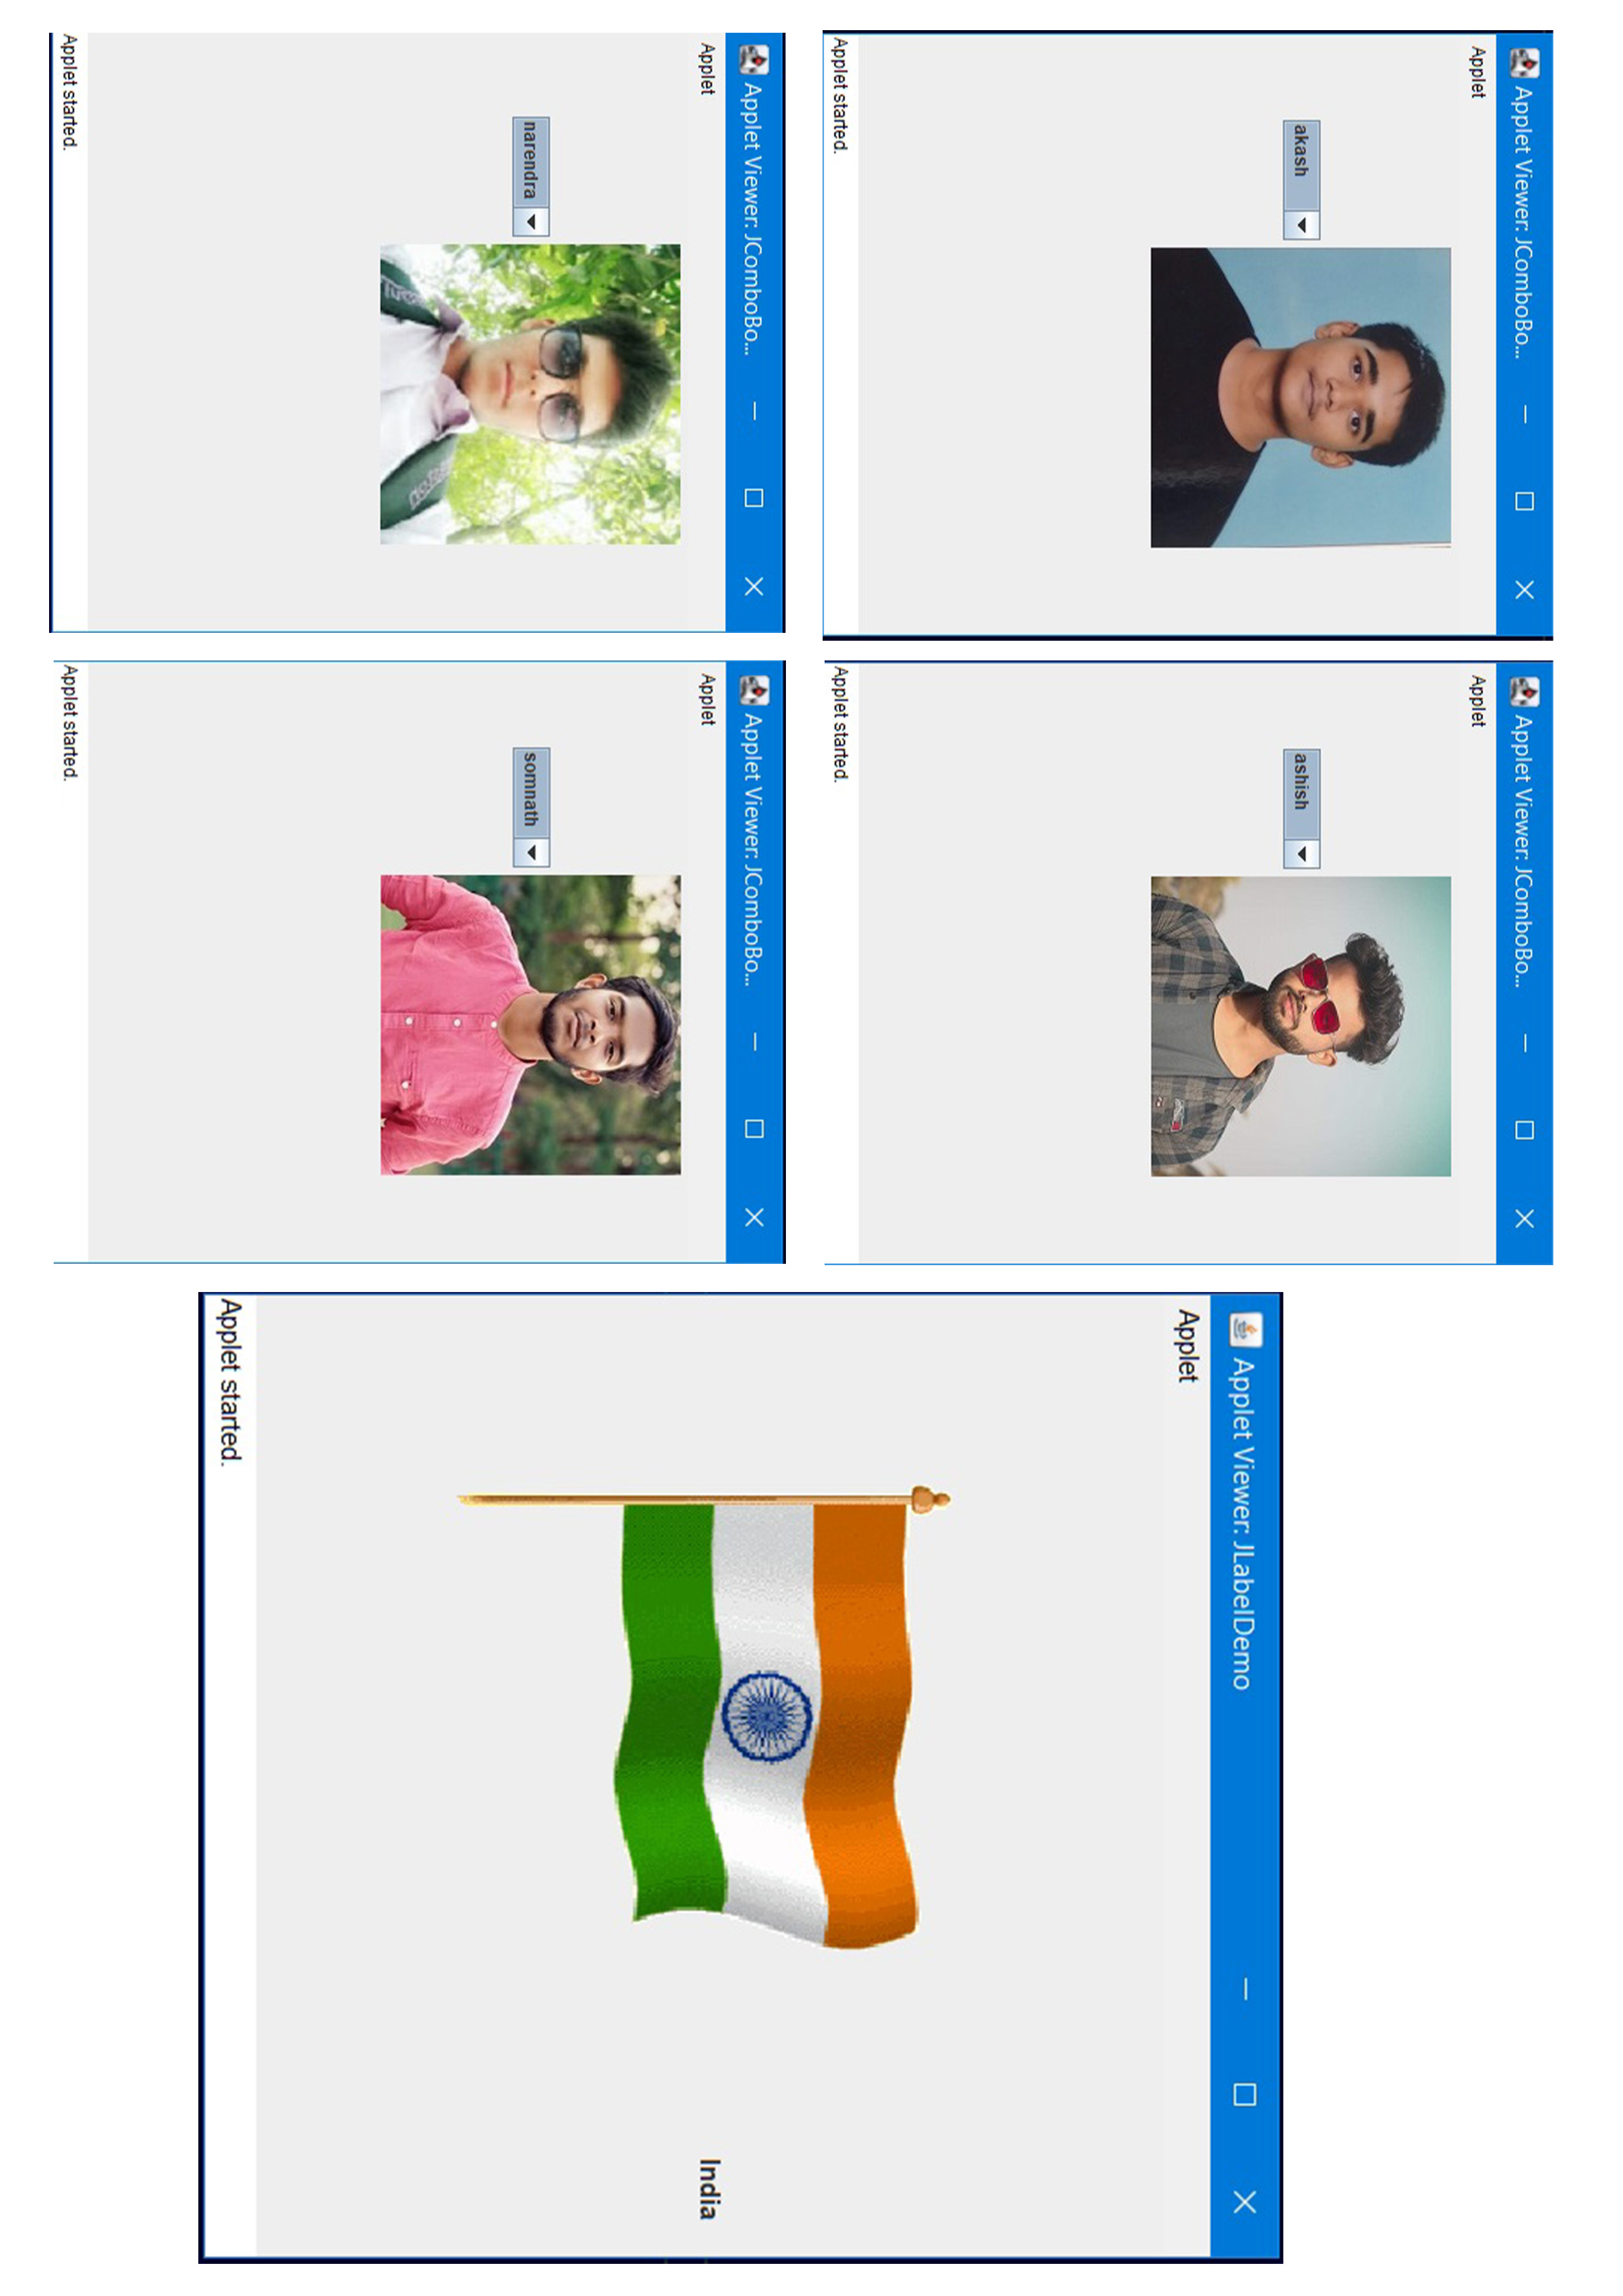 Applet Viewer: JComboBo...
Applet
akash
Applet started.
Applet Viewer: JComboBo...
Applet
ashish
Applet started.
Applet Viewer: JComboBo...
Applet
narendra
Applet started.
Applet Viewer: JComboBo...
Applet
somnath
Applet started.
Applet Viewer: JLabelDemo
Applet
India
Applet started.